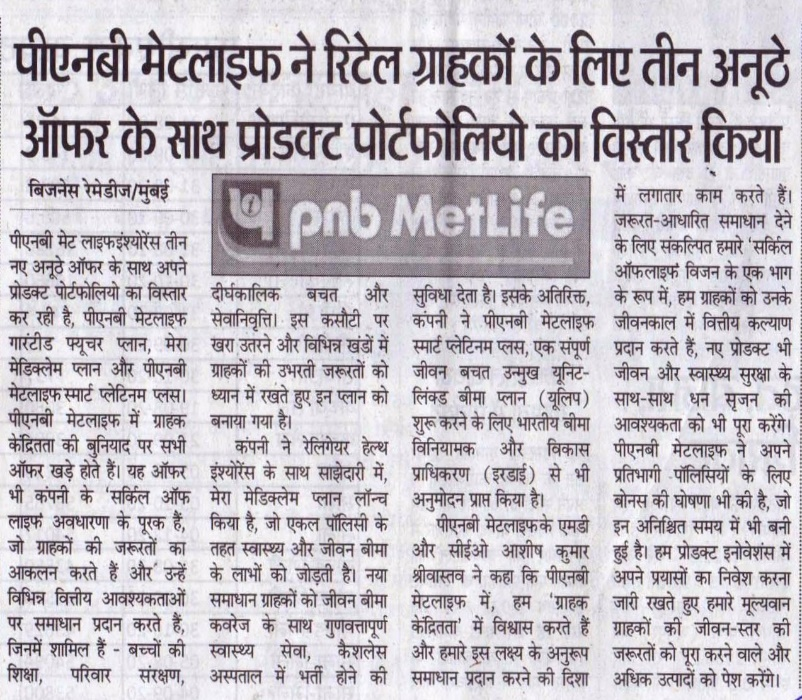 पीएनबी मेटलाइफ ने रिटेल ग्राहकों के लिए तीन अनूठे
ऑफर के साथ प्रोडक्ट पोर्टफोलियो का विस्तार किया
बिजनेस रेमेडीज/मुंबई
पीएनबी मेट लाइफइंश्योरेंस तीन
नए अनूठे ऑफर के साथ अपने
प्रोडक्ट पोर्टफोलियो का विस्तार
कर रही है, पीएनबी मेटलाइफ
गारंटीड फ्यूचर प्लान, मेरा
मेडिक्लेम प्लान और पीएनबी
मेटलाइफ स्मार्ट प्लेटिनम प्लस।
पीएनबी मेटलाइफ में ग्राहक
केंद्रितता की बुनियाद पर सभी
ऑफर खड़े होते हैं। यह ऑफर
भी कंपनी के 'सर्किल ऑफ
लाइफ' अवधारणा के पूरक हैं,
जो ग्राहकों की जरूरतों का
आकलन करते हैं और उन्हें
विभिन्न वित्तीय आवश्यकताओं
पर समाधान प्रदान करते हैं,
जिनमें शामिल हैं - बच्चों की
शिक्षा, परिवार संरक्षण,
pnb MetLife
दीर्घकालिक बचत और
सेवानिवृत्ति। इस कसौटी पर
खरा उतरने और विभिन्न खंडों में
ग्राहकों की उभरती जरूरतों को
ध्यान में रखते हुए इन प्लान को
बनाया गया है।
कंपनी ने रेलिगेयर हेल्थ
इंश्योरेंस के साथ साझेदारी में,
मेरा मेडिक्लेम प्लान लॉन्च
किया है, जो एकल पॉलिसी के
तहत स्वास्थ्य और जीवन बीमा
के लाभों को जोड़ती है। नया
समाधान ग्राहकों को जीवन बीमा
कवरेज के साथ गुणवत्तापूर्ण
स्वास्थ्य सेवा, कैशलेस
अस्पताल में भर्ती होने की
सुविधा देता है। इसके अतिरिक्त,
कंपनी ने पीएनबी मेटलाइफ
स्मार्ट प्लेटिनम प्लस, एक संपूर्ण
जीवन बचत उन्मुख यूनिट-
लिंक्ड बीमा प्लान (यूलिप)
शुरू करने के लिए भारतीय बीमा
विनियामक और विकास
प्राधिकरण (इरडाई) से भी
अनुमोदन प्राप्त किया है।
पीएनबी मेटलाइफके एमडी
और सीईओ आशीष कुमार
श्रीवास्तव ने कहा कि पीएनबी
मेटलाइफ में, हम 'ग्राहक
केंद्रितता' में विश्वास करते हैं
और हमारे इस लक्ष्य के अनुरूप
समाधान प्रदान करने की दिशा
में लगातार काम करते हैं।
जरूरत-आधारित समाधान देने
के लिए संकल्पित हमारे 'सर्किल
ऑफलाइफ' विजन के एक भाग
के रूप में, हम ग्राहकों को उनके
जीवनकाल में वित्तीय कल्याण
प्रदान करते हैं, नए प्रोडक्ट भी
जीवन और स्वास्थ्य सुरक्षा के
साथ-साथ धन सृजन की
आवश्यकता को भी पूरा करेंगे।
पीएनबी मेटलाइफ ने अपने
प्रतिभागी पॉलिसियों के लिए
बोनस की घोषणा भी की है, जो
इन अनिश्चित समय में भी बनी
हुई है। हम प्रोडक्ट इनोवेशंस में
अपने प्रयासों का निवेश करना
जारी रखते हुए हमारे मूल्यवान
ग्राहकों की जीवन-स्तर की
जरूरतों को पूरा करने वाले और
अधिक उत्पादों को पेश करेंगे।